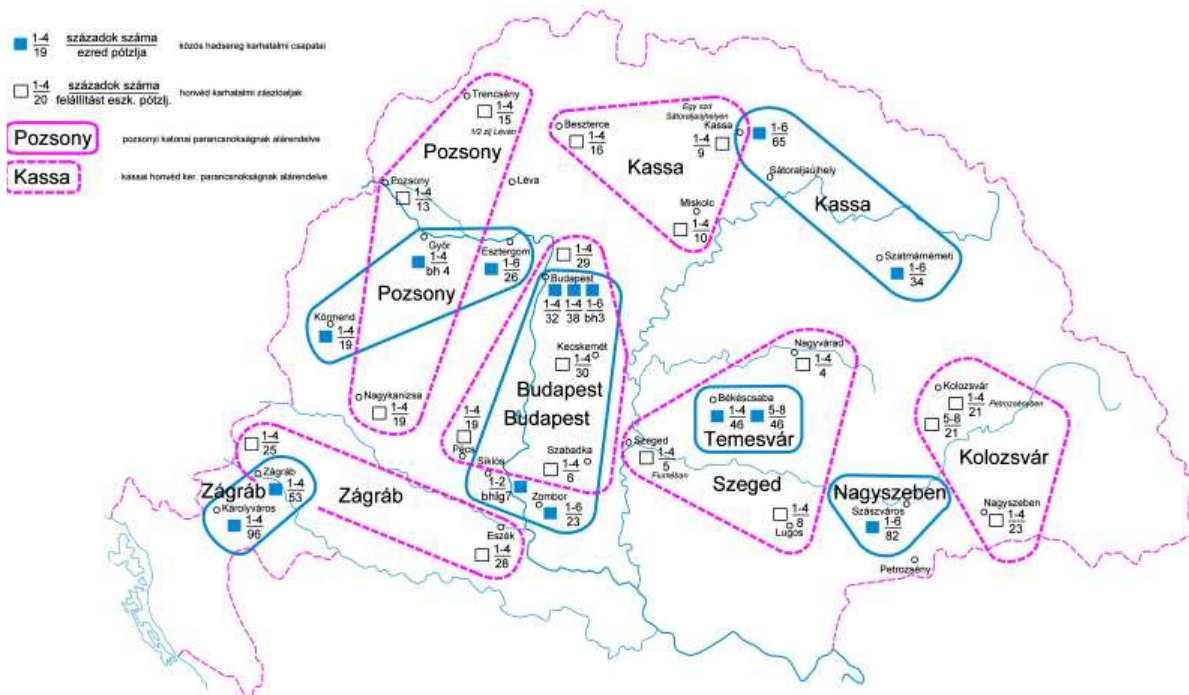 1-4
19
századok száma
ezred pótzlja
közös hadsereg karhatalmi csapatai
1-4
20
századok száma
felállítást eszk. pótzlj.
honvéd karhatalmi zászlóaljak
Pozsony
pozsonyi katonai parancsnokságnak alárendelve
Kassa
kassai honvéd ker. parancsnokságnak alárendelve
Trencsény
1-4
15
1/2 zlj Léván
Pozsony
Pozsony
1-4
13
Léva
Beszterce
1-4
16
Kassa
Egy szd
Sátoraljaújhelyen
Kassa
1-4
9
Miskolc
1-4
10
1-6
65
Sátoraljaújhely
Kassa
Szatmárnémeti
1-6
34
Győr
1-4
bh 4
Esztergom
1-6
26
Pozsony
Körmend
1-4
19
Nagykanizsa
1-4
19
1-4
29
Budapest
1-4
32
1-4
38
1-6
bh3
Kecskemét
1-4
30
Budapest
Budapest
1-4
19
Pécs
Siklós
1-2
bhIg7
Szabadka
1-4
6
Zombor
1-6
23
Nagyvárad
1-4
4
Békéscsaba
1-4
46
5-8
46
Temesvár
Szeged
1-4
5
Fiuméban
Szeged
1-4
8
Lugos
Kolozsvár
1-4
21
Petrozsényben
5-8
21
Kolozsvár
Nagyszeben
1-4
23
Nagyszeben
Szászváros
1-6
82
Petrozsény
1-4
25
Zágráb
Zágráb
1-4
53
Károlyváros
1-4
96
Zágráb
Eszék
1-4
28